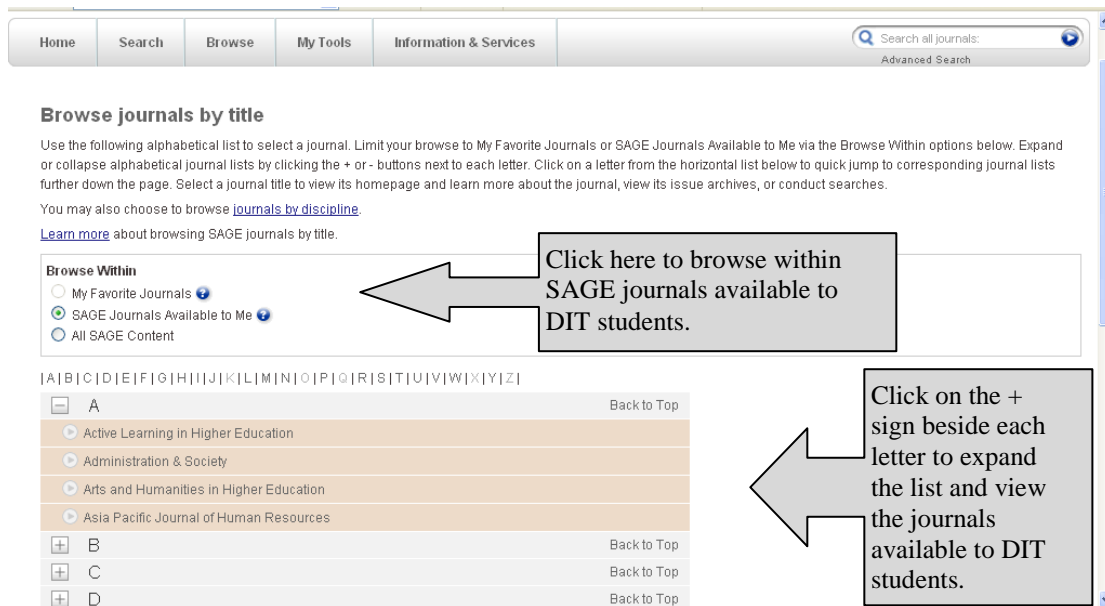 Home Search Browse My Tools Information & Services Search all journals:
Advanced Search
Browse journals by title
Use the following alphabetical list to select a journal. Limit your browse to My Favorite Journals or SAGE Journals Available to Me via the Browse Within options below. Expand
or collapse alphabetical journal lists by clicking the + or - buttons next to each letter. Click on a letter from the horizontal list below to quick jump to corresponding journal lists
further down the page. Select a journal title to view its homepage and learn more about the journal, view its issue archives, or conduct searches.
You may also choose to browse journals by discipline.
Learn more about browsing SAGE journals by title.
Browse Within
My Favorite Journals ?
SAGE Journals Available to Me ?
All SAGE Content
Click here to browse within
SAGE journals available to
DIT students.
|A|B|C|D|E|F|G|H|I|J|K|L|M|N|O|P|Q|R|S|T|U|V|W|X|Y|Z|
- A Back to Top
Active Learning in Higher Education
Administration & Society
Arts and Humanities in Higher Education
Asia Pacific Journal of Human Resources
+ B Back to Top
+ C Back to Top
+ D Back to Top
Click on the +
sign beside each
letter to expand
the list and view
the journals
available to DIT
students.